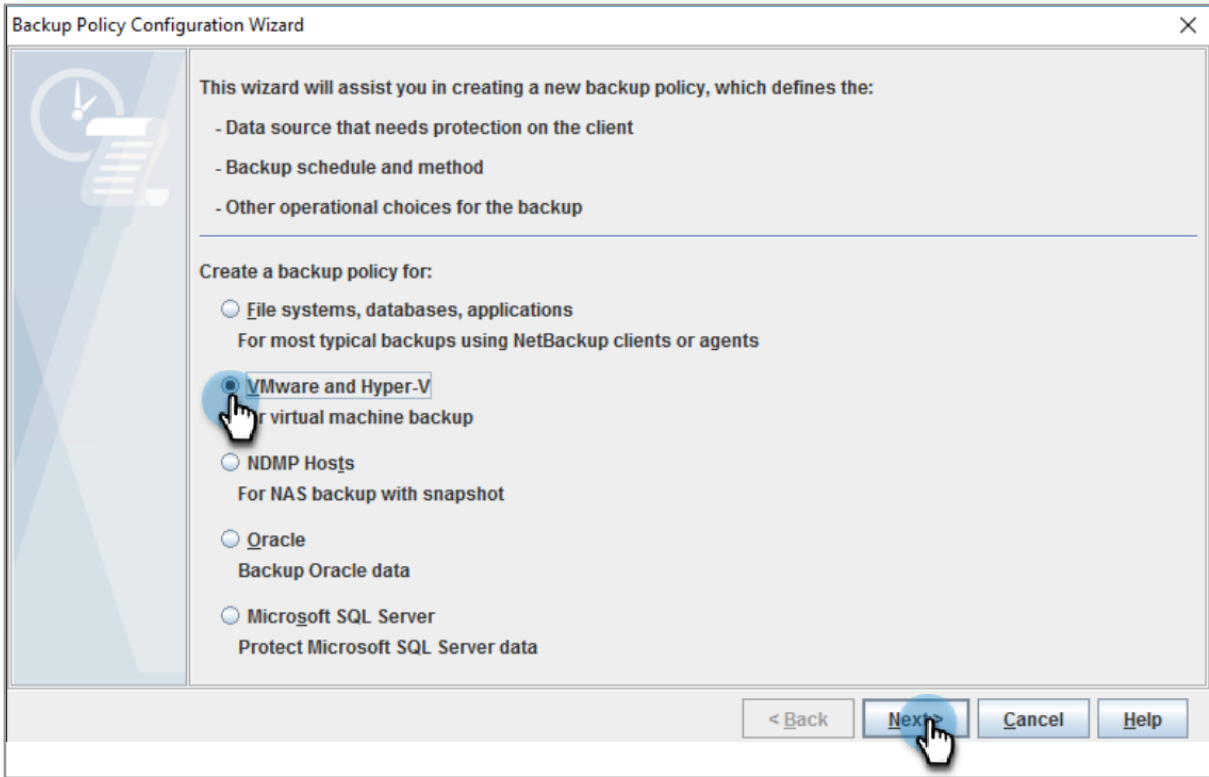 Backup Policy Configuration Wizard
This wizard will assist you in creating a new backup policy, which defines the:
- Data source that needs protection on the client
- Backup schedule and method
- Other operational choices for the backup
Create a backup policy for:
File systems, databases, applications
For most typical backups using NetBackup clients or agents
VMware and Hyper-V
virtual machine backup
NDMP Hosts
For NAS backup with snapshot
Oracle
Backup Oracle data
Microsoft SQL Server
Protect Microsoft SQL Server data
< Back
Next >
Cancel
Help